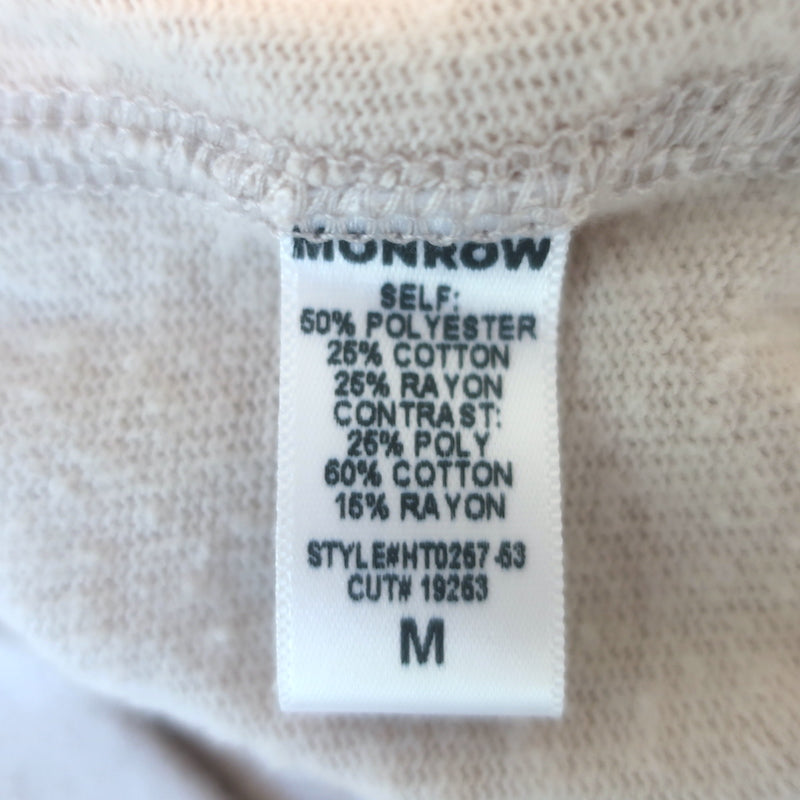 MONROW
SELF:
50% POLYESTER
25% COTTON
25% RAYON
CONTRAST:
25% POLY
60% COTTON
15% RAYON
STYLE#HT0257-53
CUT# 19253
M